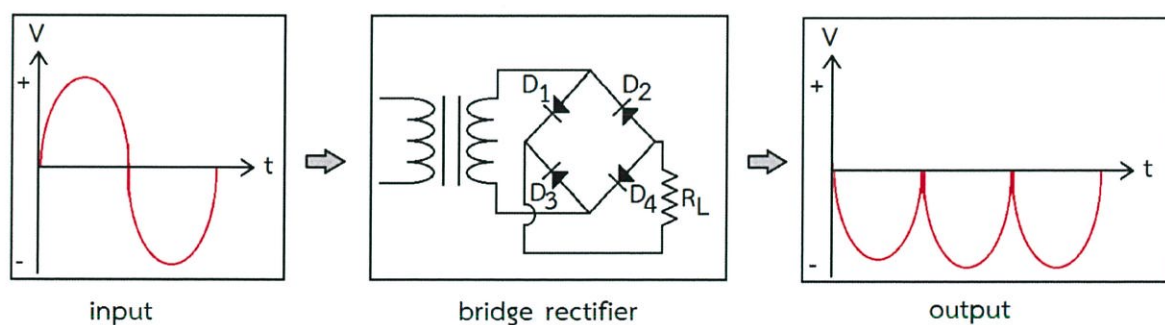 V
+
t
-
input
D1
D2
D3
D4
RL
bridge rectifier
V
+
t
-
output